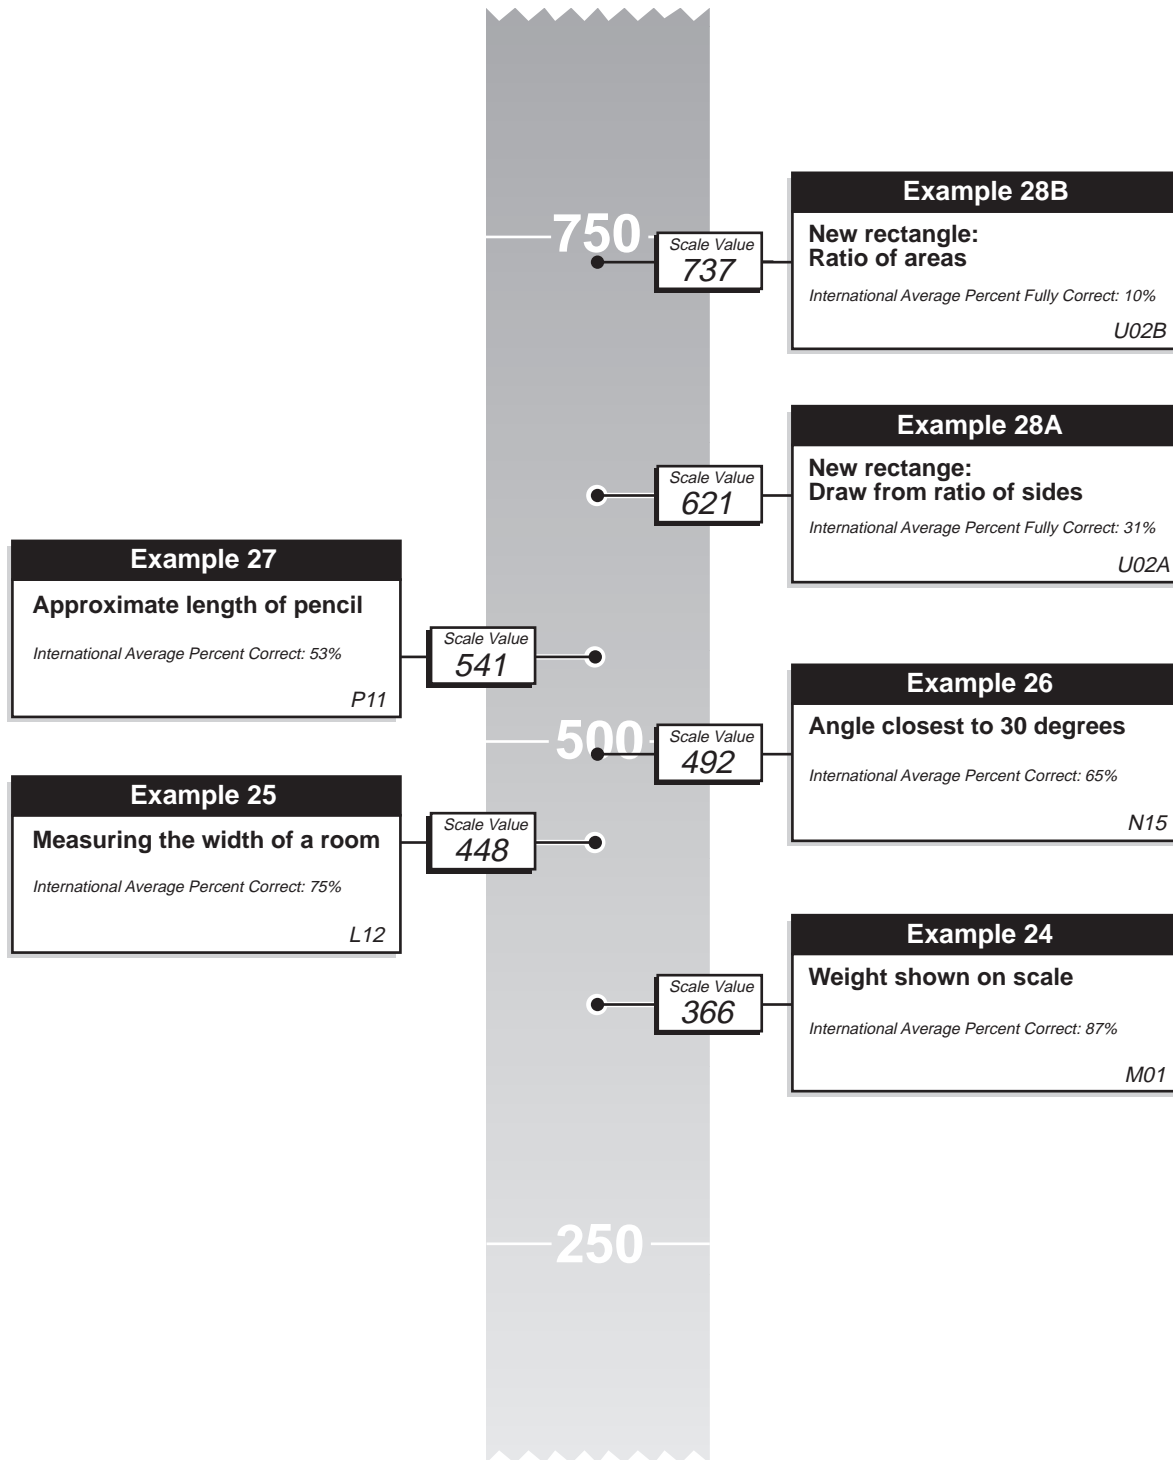 750
Example 28B
New rectangle:
Ratio of areas
International Average Percent Fully Correct: 10%
U02B
Scale Value
737
Example 28A
New rectange:
Draw from ratio of sides
International Average Percent Fully Correct: 31%
U02A
Scale Value
621
Example 27
Approximate length of pencil
International Average Percent Correct: 53%
P11
Scale Value
541
500
Example 26
Angle closest to 30 degrees
International Average Percent Correct: 65%
N15
Scale Value
492
Example 25
Measuring the width of a room
International Average Percent Correct: 75%
L12
Scale Value
448
Example 24
Weight shown on scale
International Average Percent Correct: 87%
M01
Scale Value
366
250